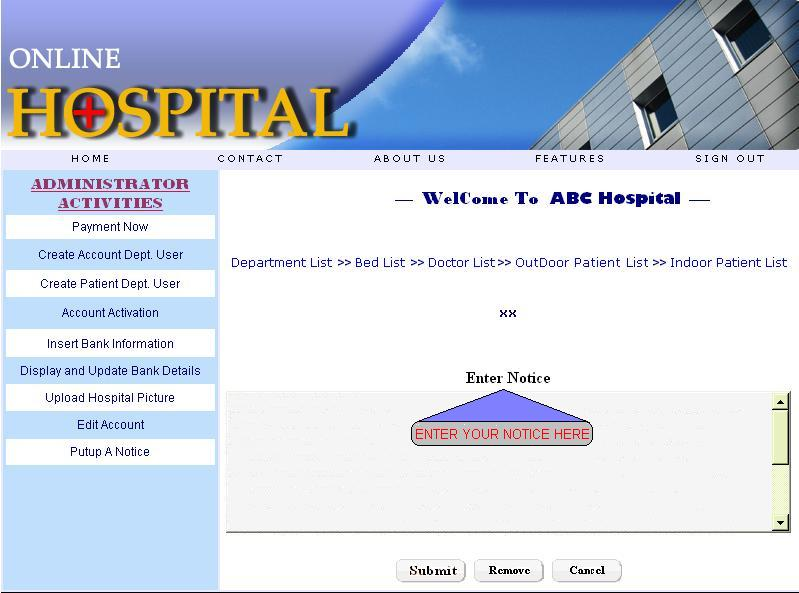 ONLINE
HOSPITAL
HOME CONTACT ABOUT US FEATURES SIGN OUT
ADMINISTRATOR
ACTIVITIES
Payment Now
Create Account Dept. User
Create Patient Dept. User
Account Activation
Insert Bank Information
Display and Update Bank Details
Upload Hospital Picture
Edit Account
Putup A Notice
— WelCome To ABC Hospital —
Department List >> Bed List >> Doctor List >> OutDoor Patient List >> Indoor Patient List
xx
Enter Notice
ENTER YOUR NOTICE HERE
Submit Remove Cancel